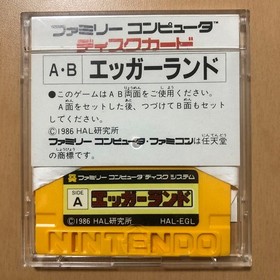 ファミリー コンピュータ™
ディスクカード
A・B エッガーランド
●このゲームはAB両面をご使用ください。
A面をセットした後、つづけてB面もセット
してください。
©1986 HAL研究所
ファミリー コンピュータ・ファミコンは任天堂
の商標です。
ファミリー コンピュータ ディスク システム
SIDE A エッガーランド
©1986 HAL研究所 HAL-EGL
NINTENDO